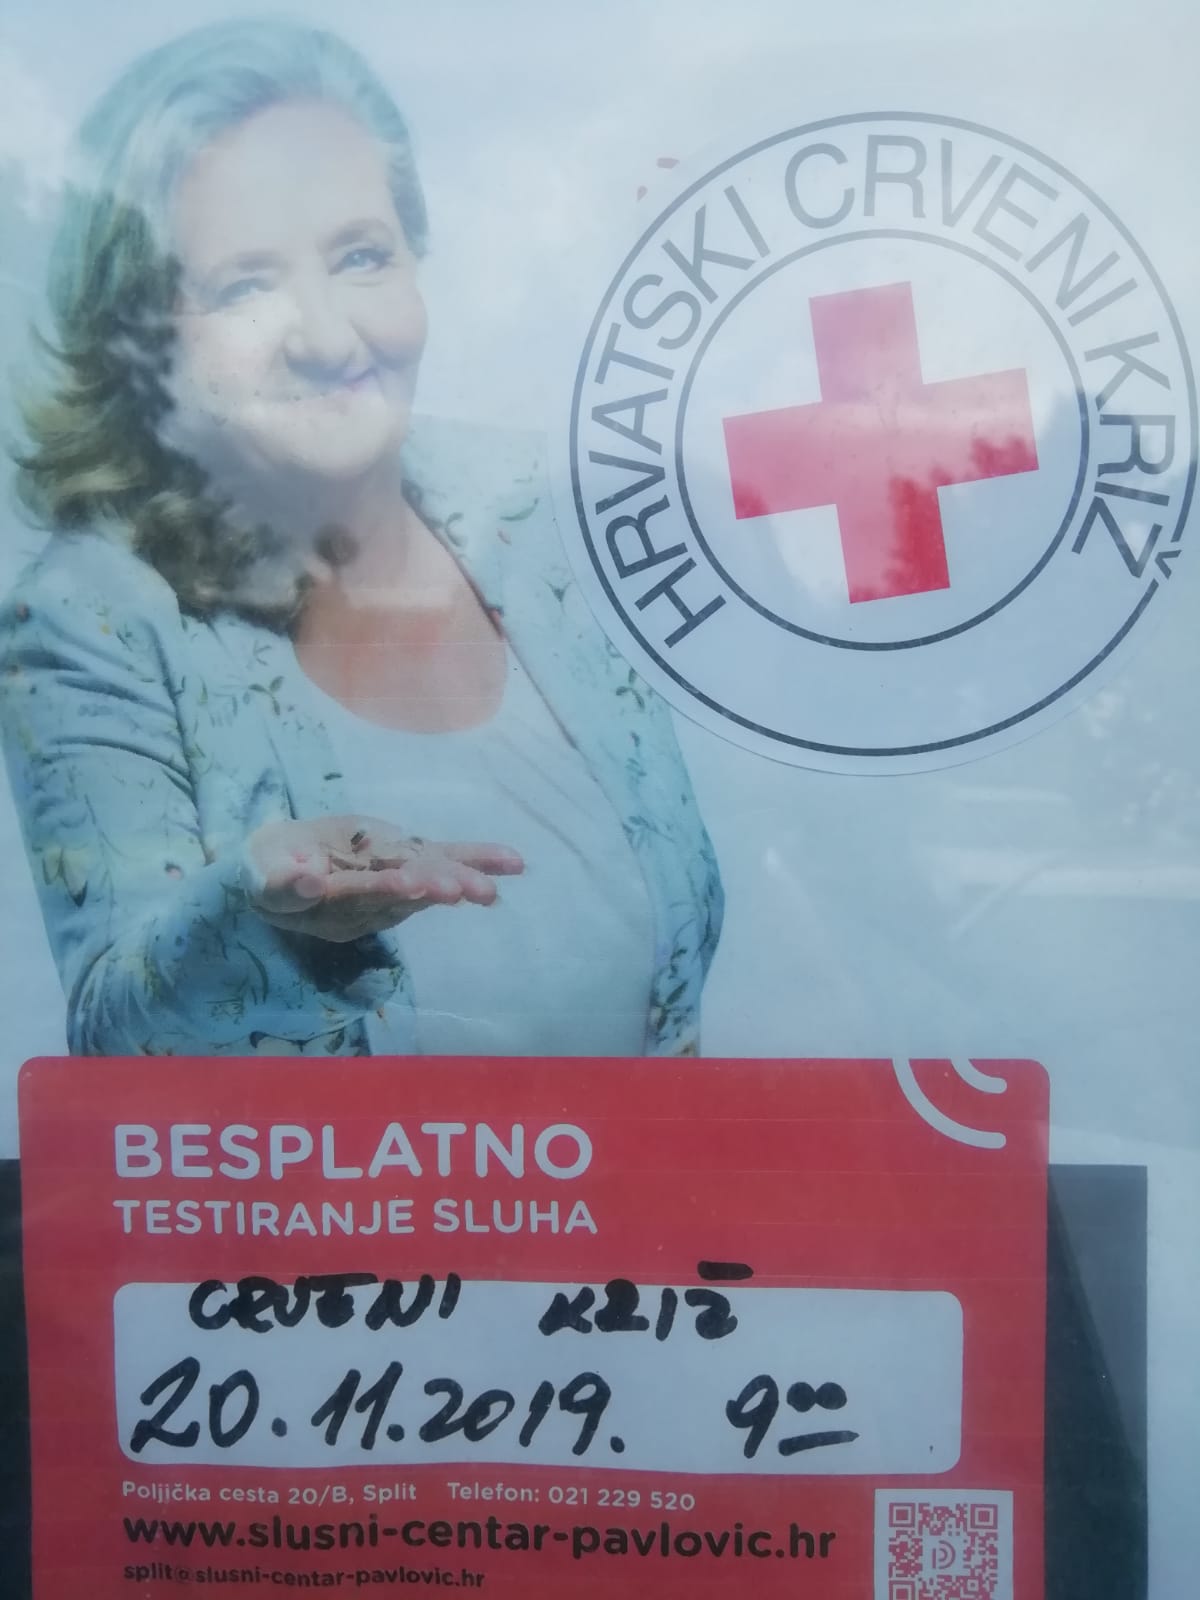 HRVATSKI CRVENI KRIŽ
BESPLATNO
TESTIRANJE SLUHA
CRVENI KRIŽ
20.11.2019. 900
Poljička cesta 20/B, Split Telefon: 021 229 520
www.slusni-centar-pavlovic.hr
split@slusni-centar-pavlovic.hr